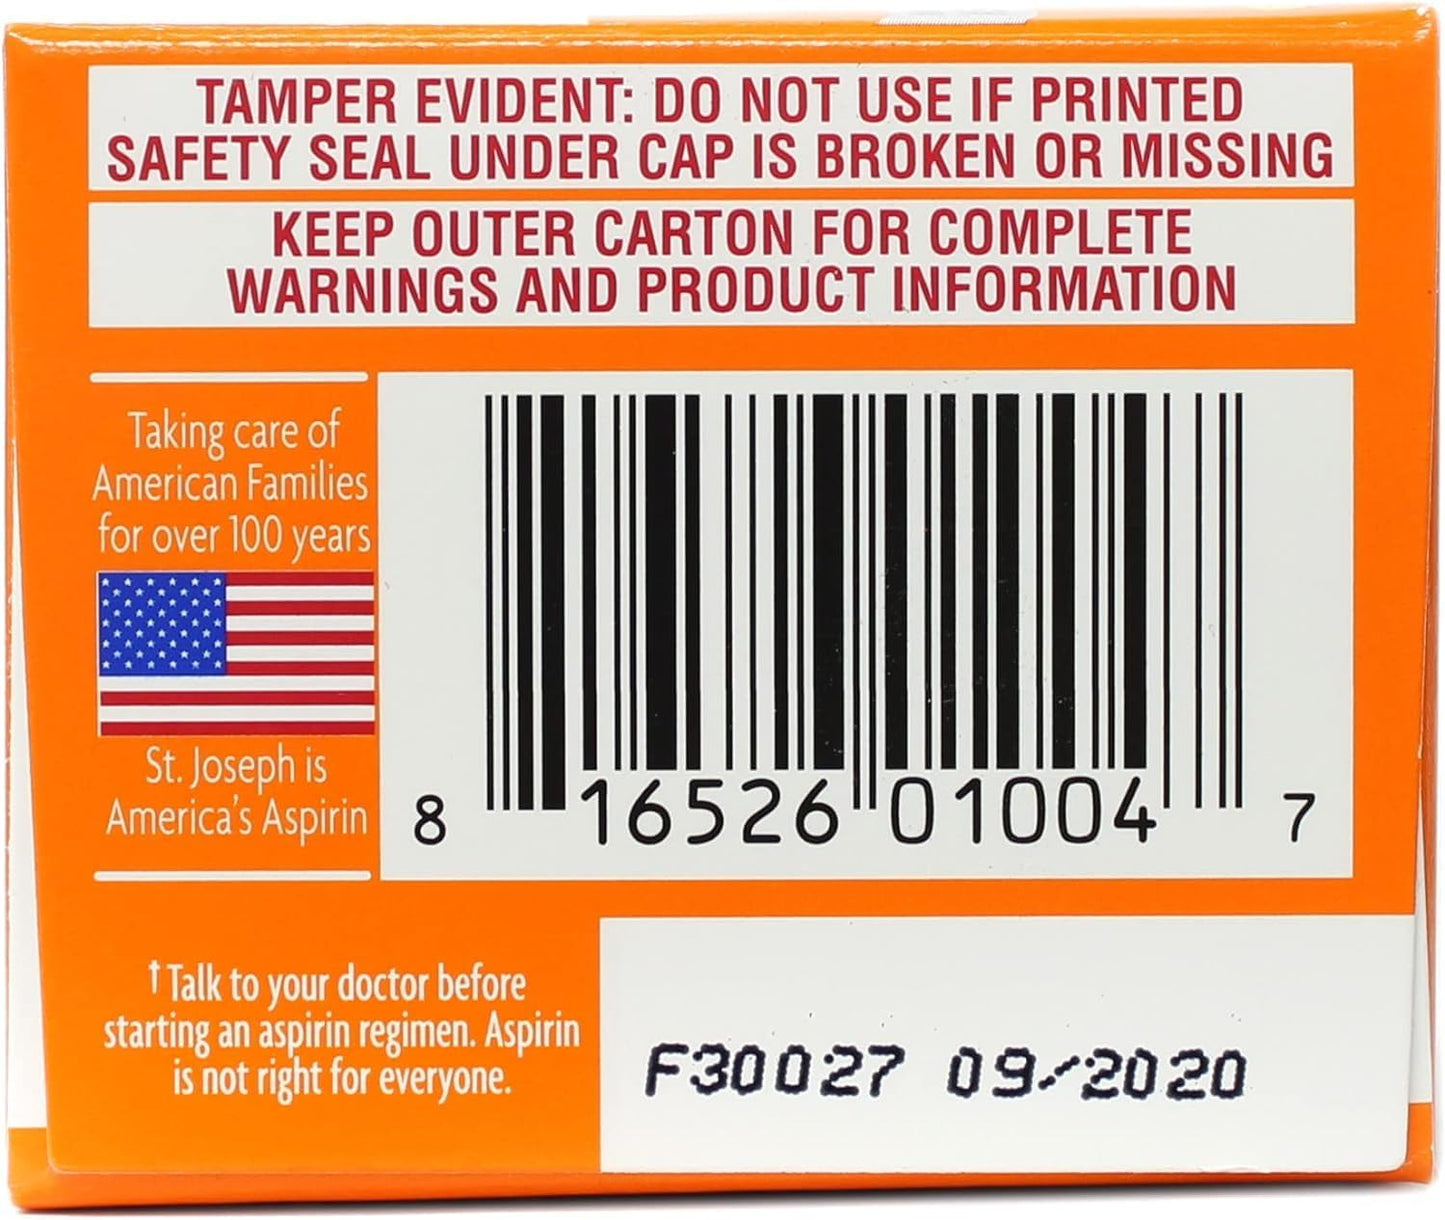 TAMPER EVIDENT: DO NOT USE IF PRINTED
SAFETY SEAL UNDER CAP IS BROKEN OR MISSING
KEEP OUTER CARTON FOR COMPLETE
WARNINGS AND PRODUCT INFORMATION
Taking care of
American Families
for over 100 years
St. Joseph is
America's Aspirin
8 16526 01004 7
† Talk to your doctor before
starting an aspirin regimen. Aspirin
is not right for everyone.
F30027 09/2020